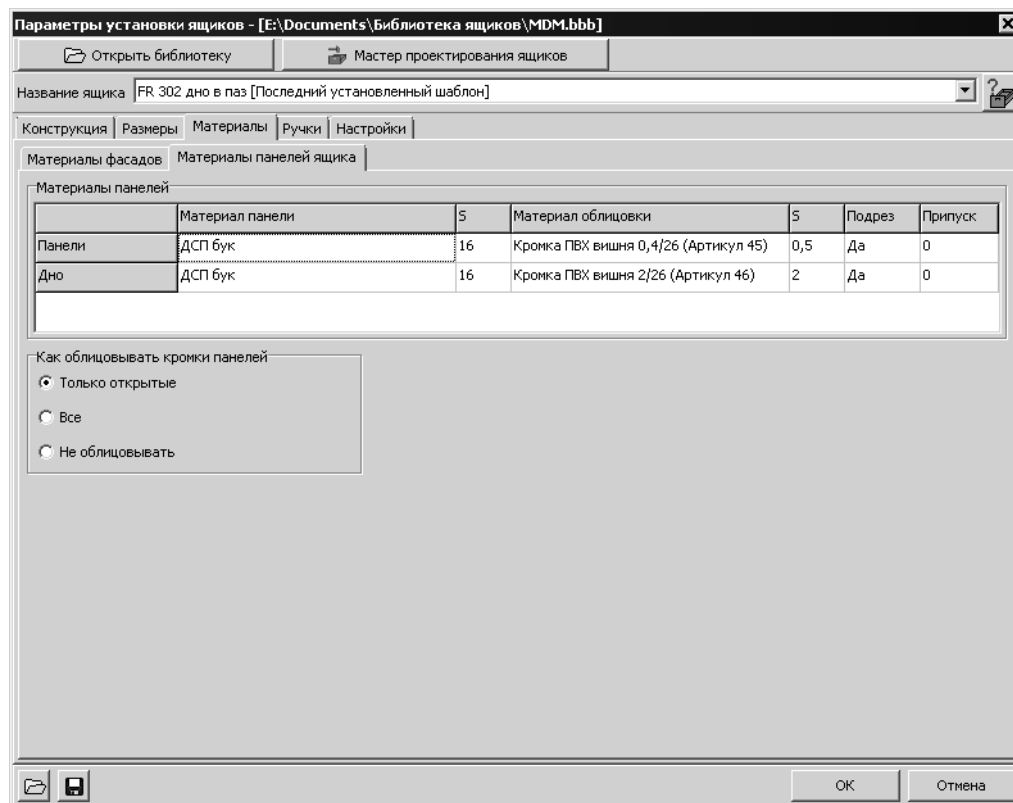 Параметры установки ящиков - [E:\Documents\Библиотека ящиков\MDM.bbb]
Открыть библиотеку Мастер проектирования ящиков
Название ящика FR 302 дно в паз [Последний установленный шаблон]
Конструкция Размеры Материалы Ручки Настройки
Материалы фасадов Материалы панелей ящика
Материалы панелей
Материал панели S Материал облицовки S Подрез Припуск
Панели ДСП бук 16 Кромка ПВХ вишня 0,4/26 (Артикул 45) 0,5 Да 0
Дно ДСП бук 16 Кромка ПВХ вишня 2/26 (Артикул 46) 2 Да 0
Как облицовывать кромки панелей
Только открытые
Все
Не облицовывать
ОК Отмена